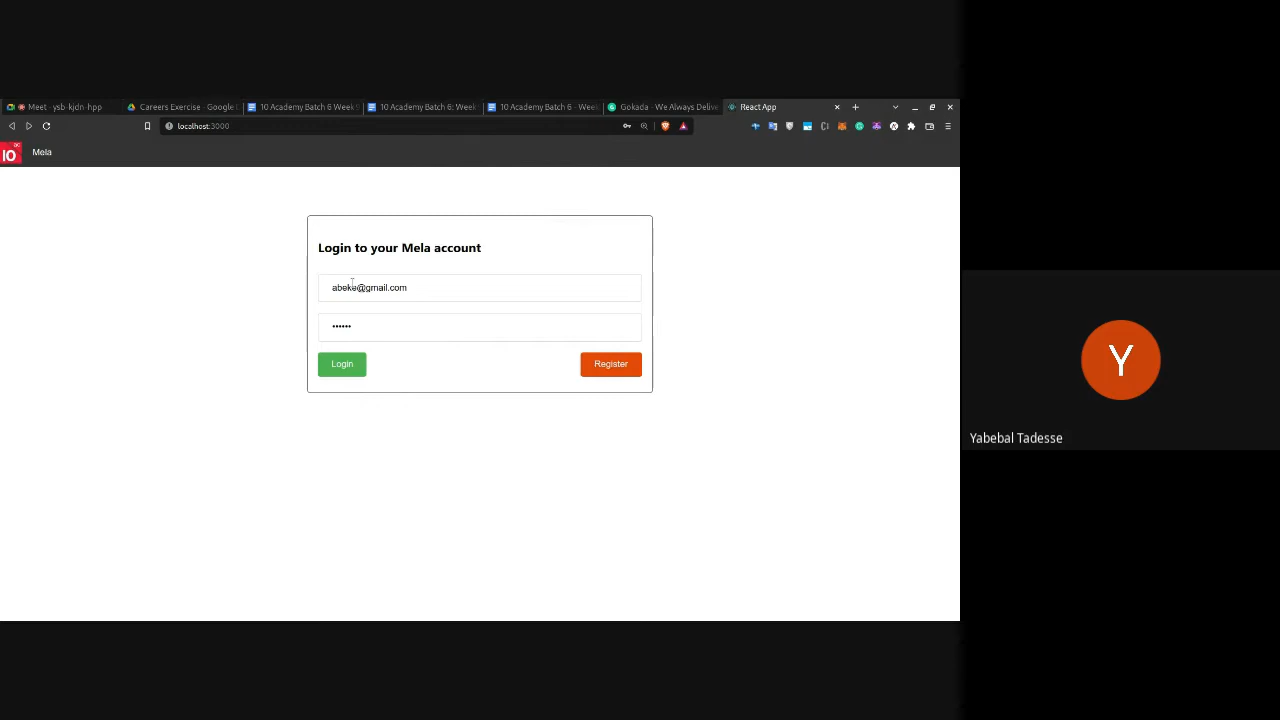 Meet - ysb-kjdn-hpp
Careers Exercise - Google
10 Academy Batch 6 Week
10 Academy Batch 6: Week
10 Academy Batch 6 - Week
Gokada - We Always Delive
React App
localhost:3000
10
Mela
Login to your Mela account
abeke@gmail.com
••••••
Login
Register
Y
Yabebal Tadesse